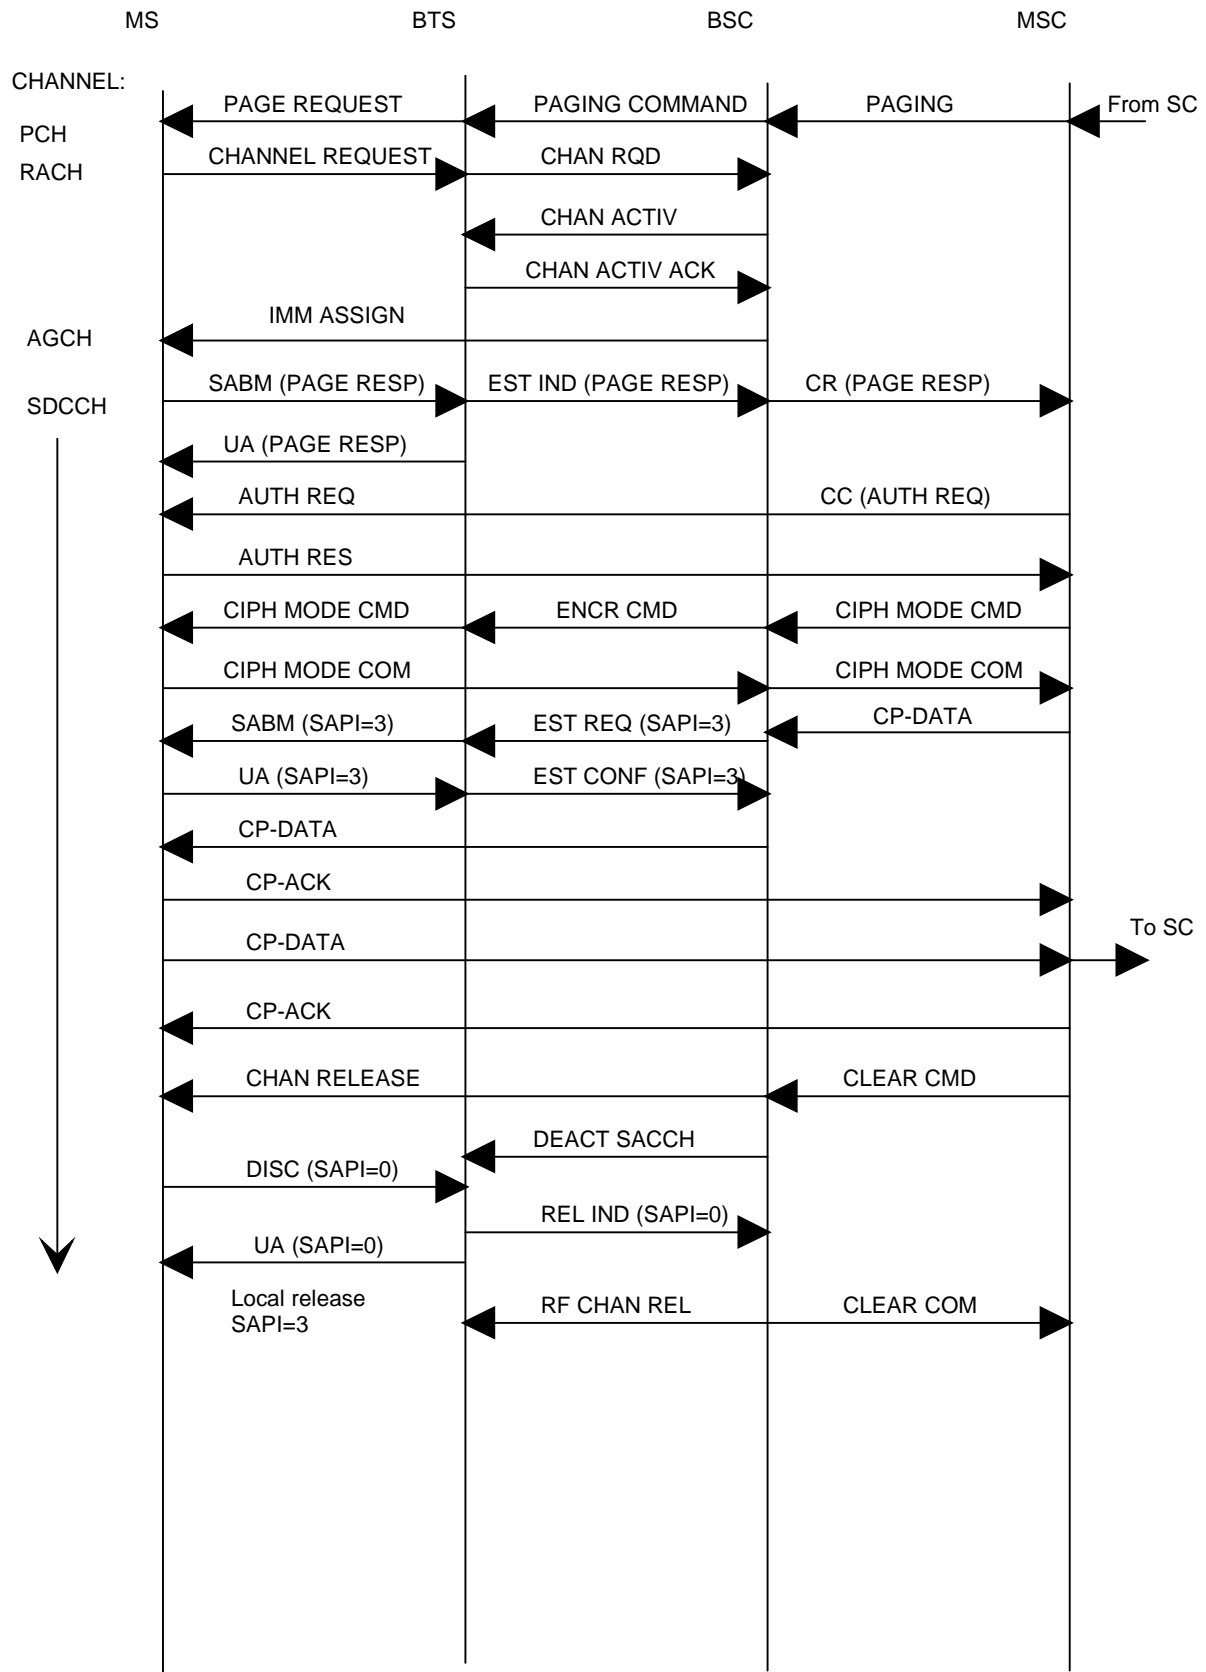 MS BTS BSC MSC
CHANNEL:
PAGE REQUEST PAGING COMMAND PAGING From SC
PCH
CHANNEL REQUEST CHAN RQD
RACH
CHAN ACTIV
CHAN ACTIV ACK
IMM ASSIGN
AGCH
SABM (PAGE RESP) EST IND (PAGE RESP) CR (PAGE RESP)
SDCCH
UA (PAGE RESP)
AUTH REQ CC (AUTH REQ)
AUTH RES
CIPH MODE CMD ENCR CMD CIPH MODE CMD
CIPH MODE COM CIPH MODE COM
CP-DATA
SABM (SAPI=3) EST REQ (SAPI=3)
UA (SAPI=3) EST CONF (SAPI=3)
CP-DATA
CP-ACK
To SC
CP-DATA
CP-ACK
CHAN RELEASE CLEAR CMD
DEACT SACCH
DISC (SAPI=0)
REL IND (SAPI=0)
UA (SAPI=0)
Local release
SAPI=3
RF CHAN REL CLEAR COM